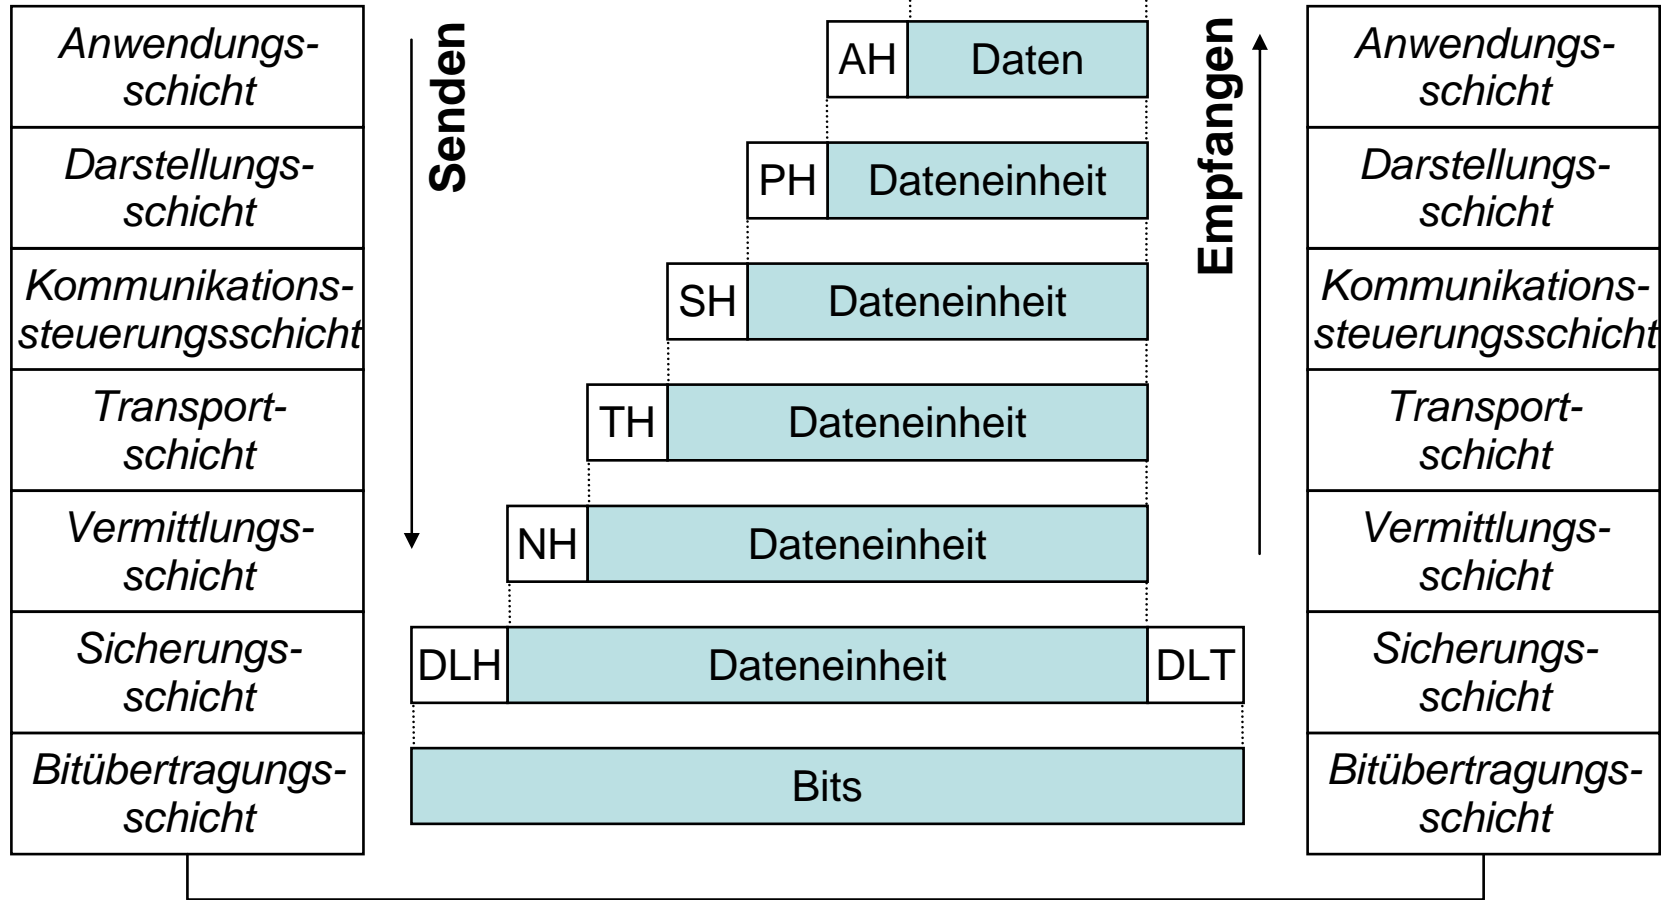 Anwendungs-
schicht
Darstellungs-
schicht
Kommunikations-
steuerungsschicht
Transport-
schicht
Vermittlungs-
schicht
Sicherungs-
schicht
Bitübertragungs-
schicht
Senden
AH Daten
PH Dateneinheit
SH Dateneinheit
TH Dateneinheit
NH Dateneinheit
DLH Dateneinheit DLT
Bits
Empfangen
Anwendungs-
schicht
Darstellungs-
schicht
Kommunikations-
steuerungsschicht
Transport-
schicht
Vermittlungs-
schicht
Sicherungs-
schicht
Bitübertragungs-
schicht